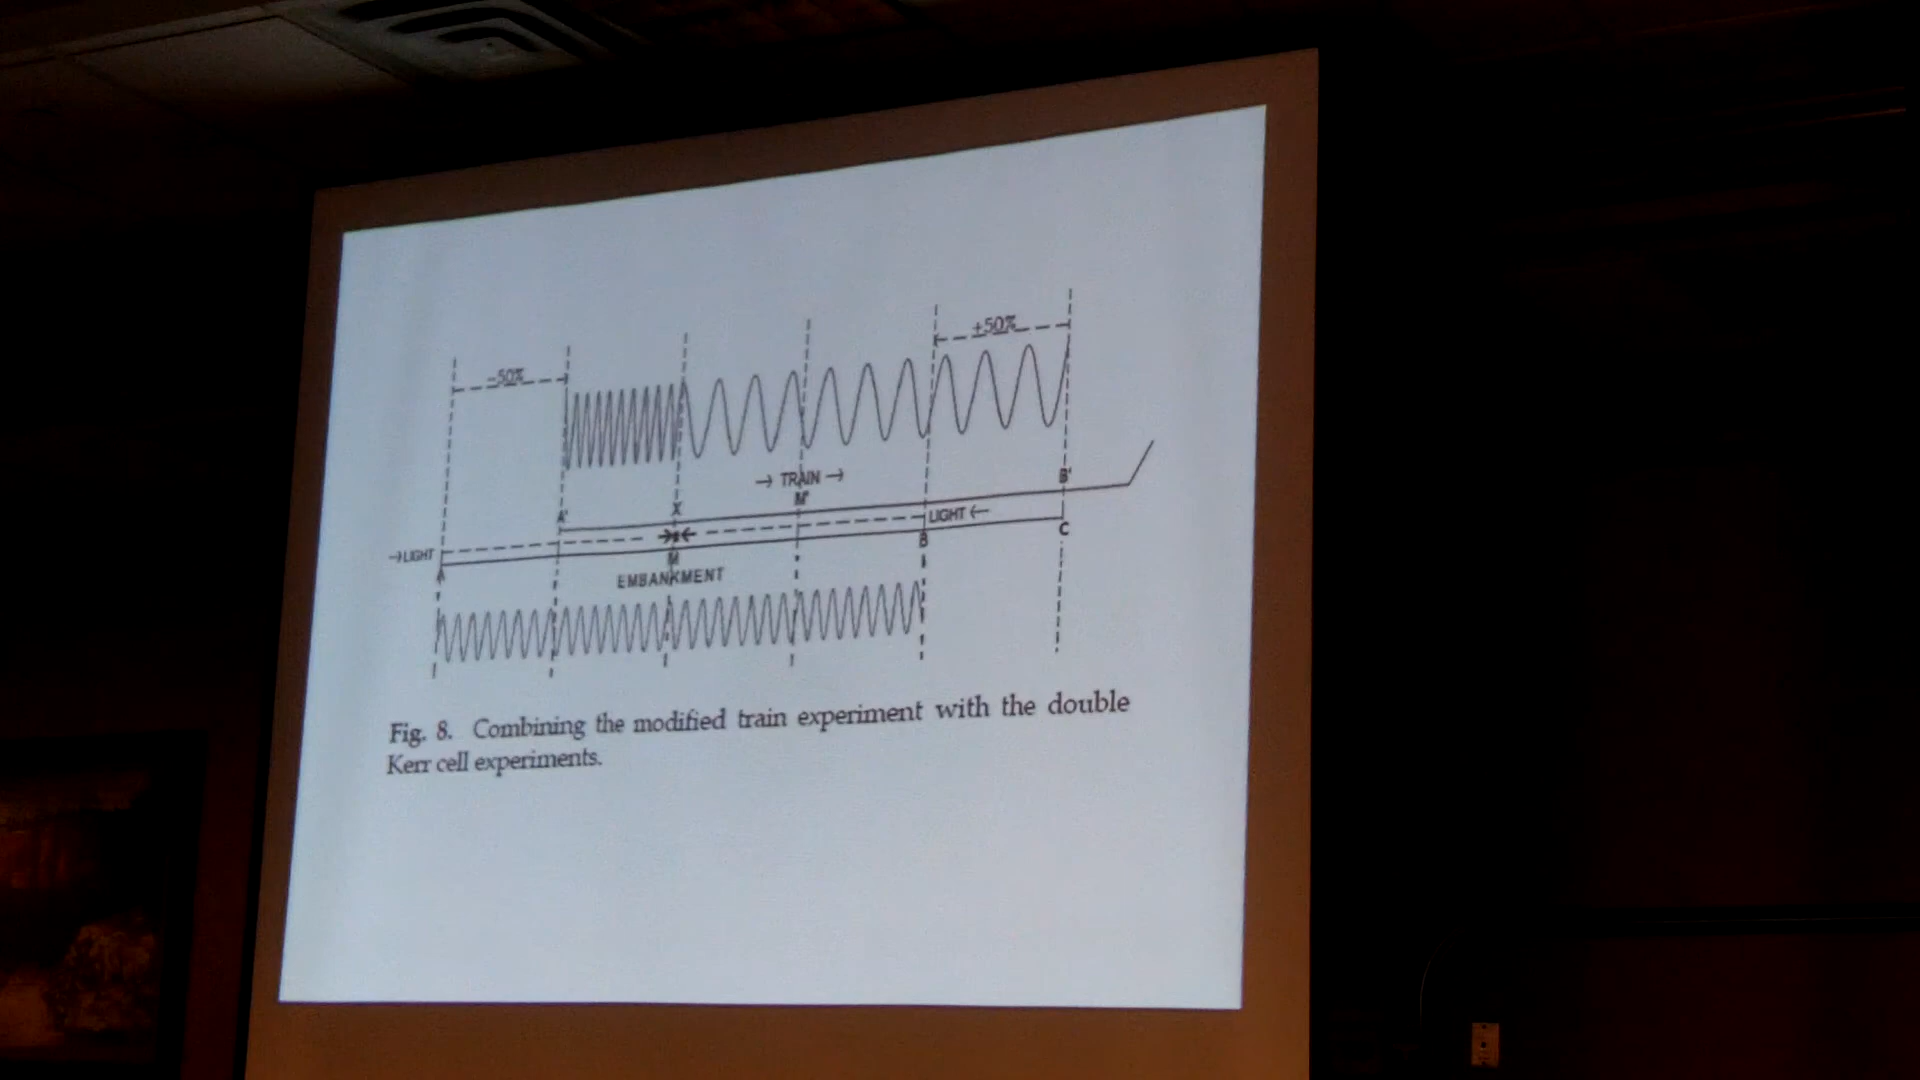 +50%
-50%
→ TRAIN →
M'
B'
A'
X
LIGHT ←
→LIGHT
C
B
M
A
EMBANKMENT
Fig. 8. Combining the modified train experiment with the double
Kerr cell experiments.